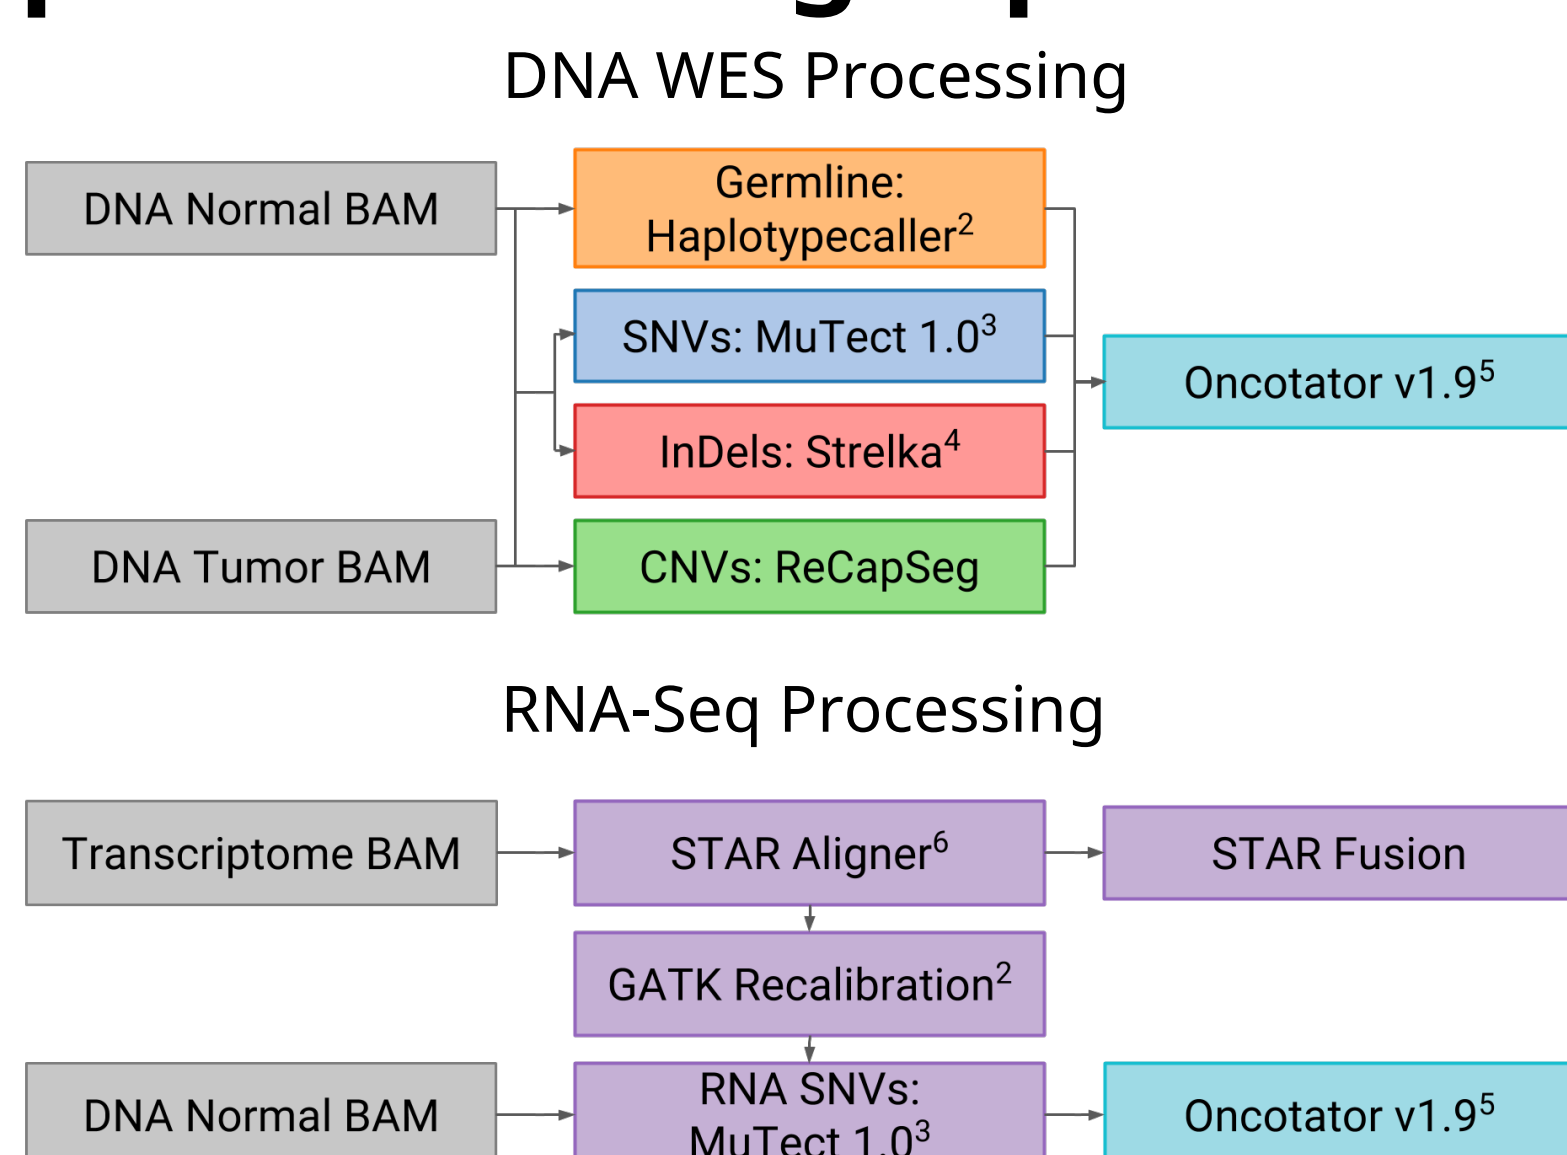 DNA WES Processing
DNA Normal BAM
Germline:
Haplotypecaller²
SNVs: MuTect 1.0³
Oncotator v1.9⁵
InDels: Strelka⁴
DNA Tumor BAM
CNVs: ReCapSeg
RNA-Seq Processing
Transcriptome BAM
STAR Aligner⁶
STAR Fusion
GATK Recalibration²
DNA Normal BAM
RNA SNVs:
MuTect 1.0³
Oncotator v1.9⁵